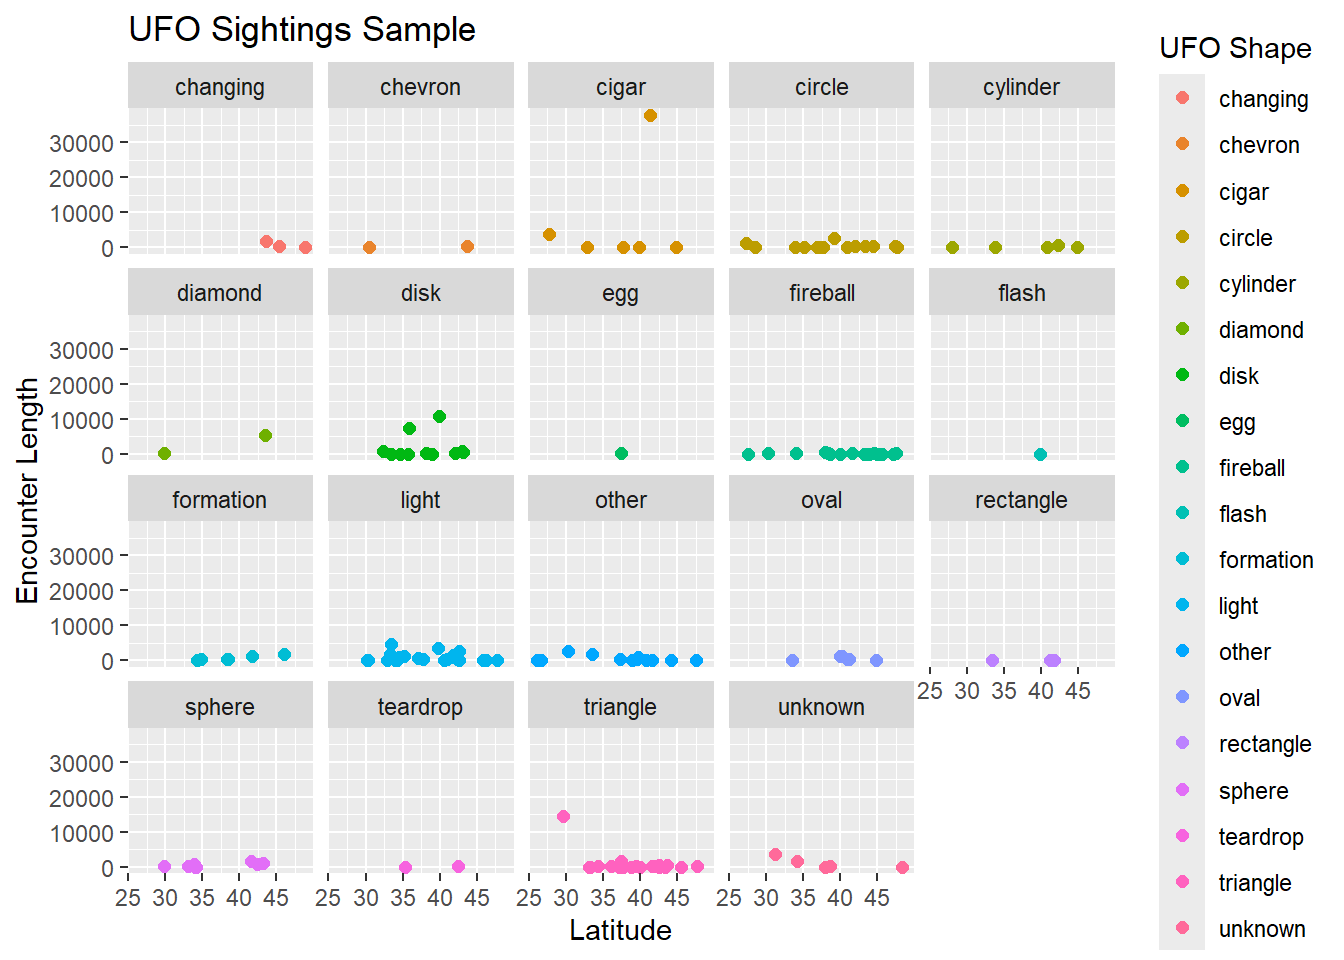 UFO Sightings Sample
changing chevron cigar circle cylinder
30000
20000
10000
0
diamond disk egg fireball flash
30000
20000
10000
0
formation light other oval rectangle
30000
20000
10000
0
25 30 35 40 45
sphere teardrop triangle unknown
30000
20000
10000
0
25 30 35 40 45 25 30 35 40 45 25 30 35 40 45 25 30 35 40 45
Latitude
Encounter Length
UFO Shape
changing
chevron
cigar
circle
cylinder
diamond
disk
egg
fireball
flash
formation
light
other
oval
rectangle
sphere
teardrop
triangle
unknown